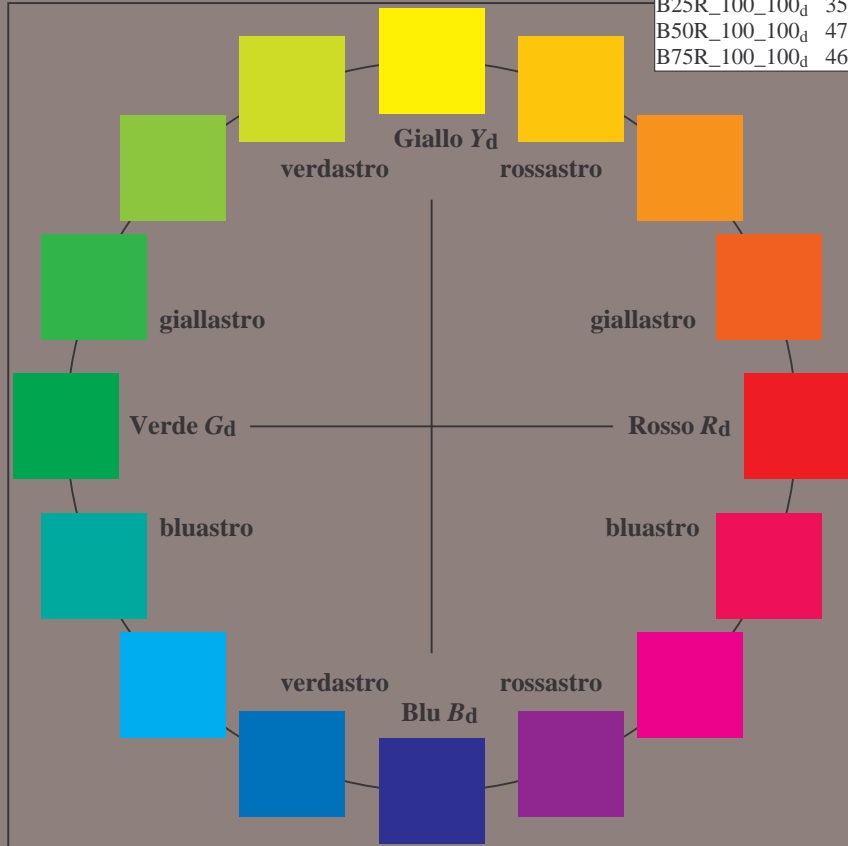 B25R_100_100d 35
B50R_100_100d 47
B75R_100_100d 46
Giallo Yd
verdastro rossastro
giallastro giallastro
Verde Gd Rosso Rd
bluastro bluastro
verdastro rossastro
Blu Bd